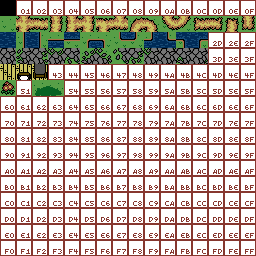 01 02 03 04 05 06 07 08 09 0A 0B 0C 0D 0E 0F
2D 2E 2F
3D 3E 3F
43 44 45 46 47 48 49 4A 4B 4C 4D 4E 4F
51 54 55 56 57 58 59 5A 5B 5C 5D 5E 5F
60 61 62 63 64 65 66 67 68 69 6A 6B 6C 6D 6E 6F
70 71 72 73 74 75 76 77 78 79 7A 7B 7C 7D 7E 7F
80 81 82 83 84 85 86 87 88 89 8A 8B 8C 8D 8E 8F
90 91 92 93 94 95 96 97 98 99 9A 9B 9C 9D 9E 9F
A0 A1 A2 A3 A4 A5 A6 A7 A8 A9 AA AB AC AD AE AF
B0 B1 B2 B3 B4 B5 B6 B7 B8 B9 BA BB BC BD BE BF
C0 C1 C2 C3 C4 C5 C6 C7 C8 C9 CA CB CC CD CE CF
D0 D1 D2 D3 D4 D5 D6 D7 D8 D9 DA DB DC DD DE DF
E0 E1 E2 E3 E4 E5 E6 E7 E8 E9 EA EB EC ED EE EF
F0 F1 F2 F3 F4 F5 F6 F7 F8 F9 FA FB FC FD FE FF